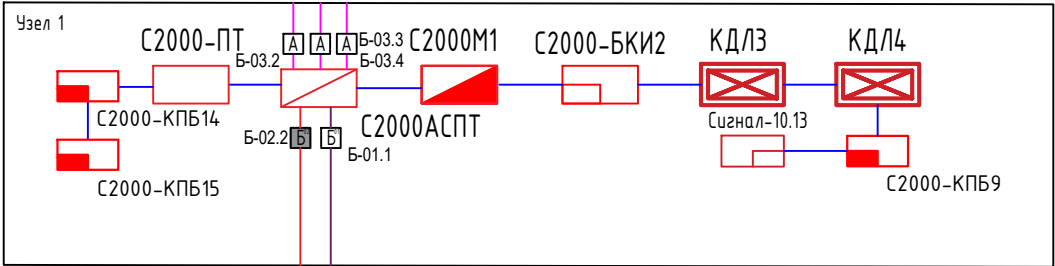 Узел 1
С2000-ПТ
А А А
Б-03.3
С2000М1
С2000-БКИ2
КДЛ3
КДЛ4
Б-03.2
Б-03.4
С2000-КПБ14
С2000АСПТ
Сигнал-10.13
Б-02.2
Б"
Б"
Б-01.1
С2000-КПБ15
С2000-КПБ9